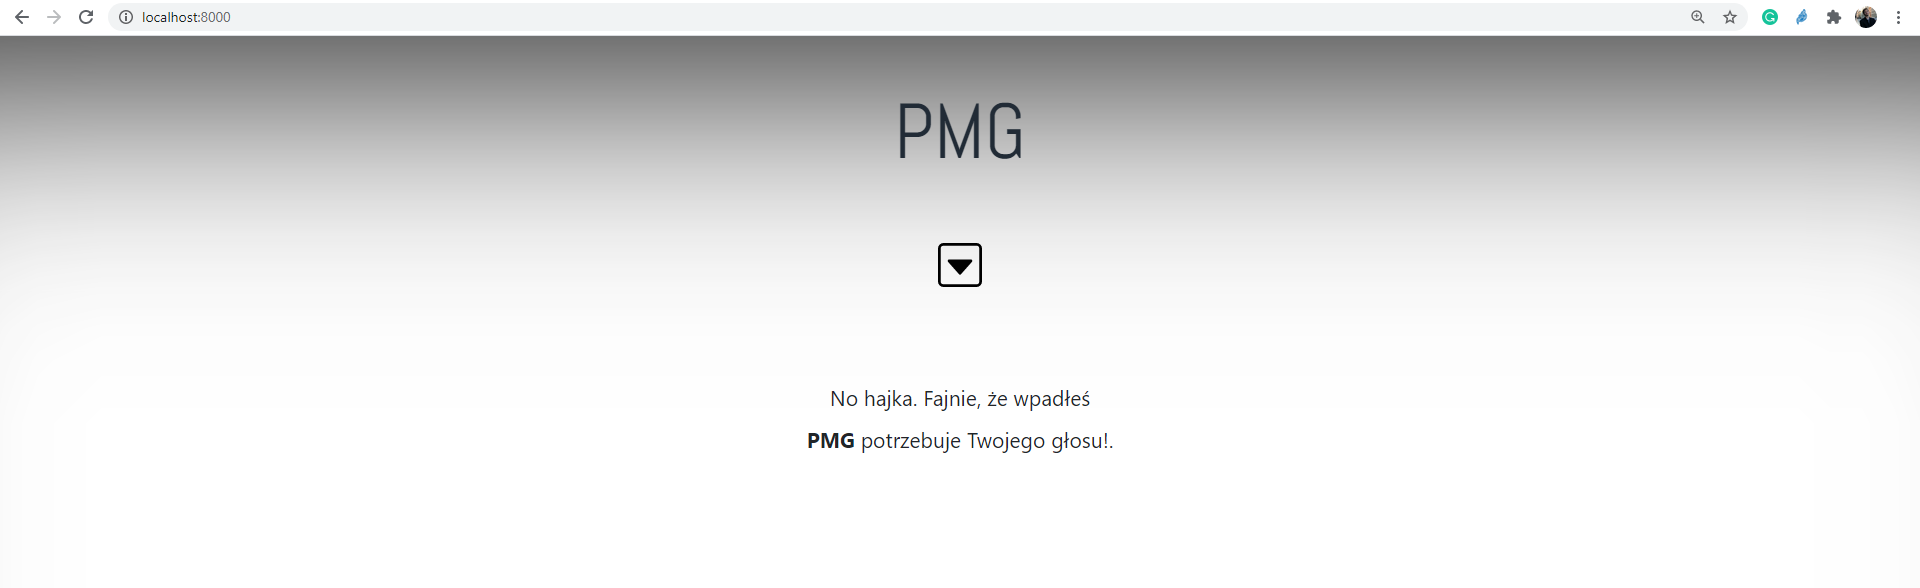 localhost:8000
PMG
No hajka. Fajnie, że wpadłeś
PMG potrzebuje Twojego głosu!.